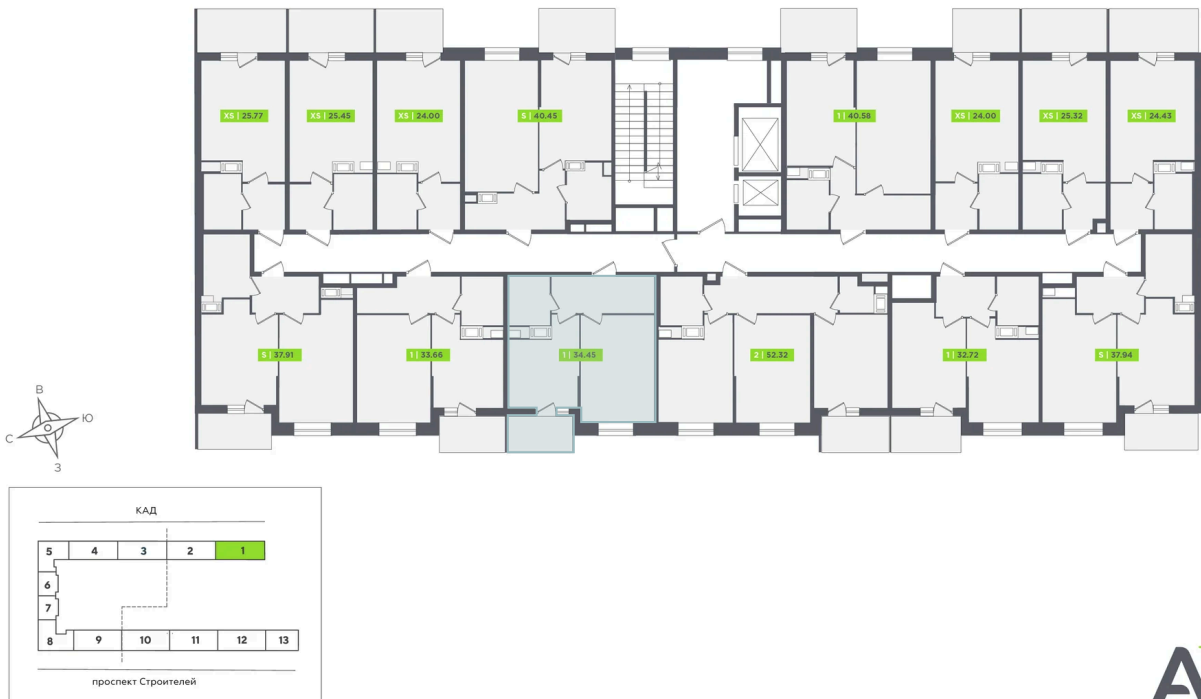 XS | 25.77
XS | 25.45
XS | 24.00
S | 40.45
1 | 40.58
XS | 24.00
XS | 25.32
XS | 24.43
S | 37.91
1 | 33.66
1 | 34.45
2 | 52.32
1 | 32.72
S | 37.94
В
Ю
С
З
КАД
5 4 3 2 1
6
7
8 9 10 11 12 13
проспект Строителей